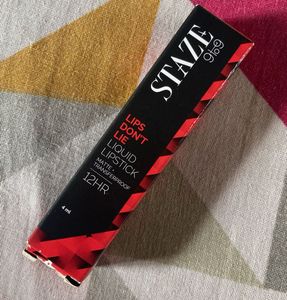 STAZE
9to9
LIPS
DON'T
LIE
LIQUID
LIPSTICK
MATTE +
TRANSFERPROOF
12HR
4 ml